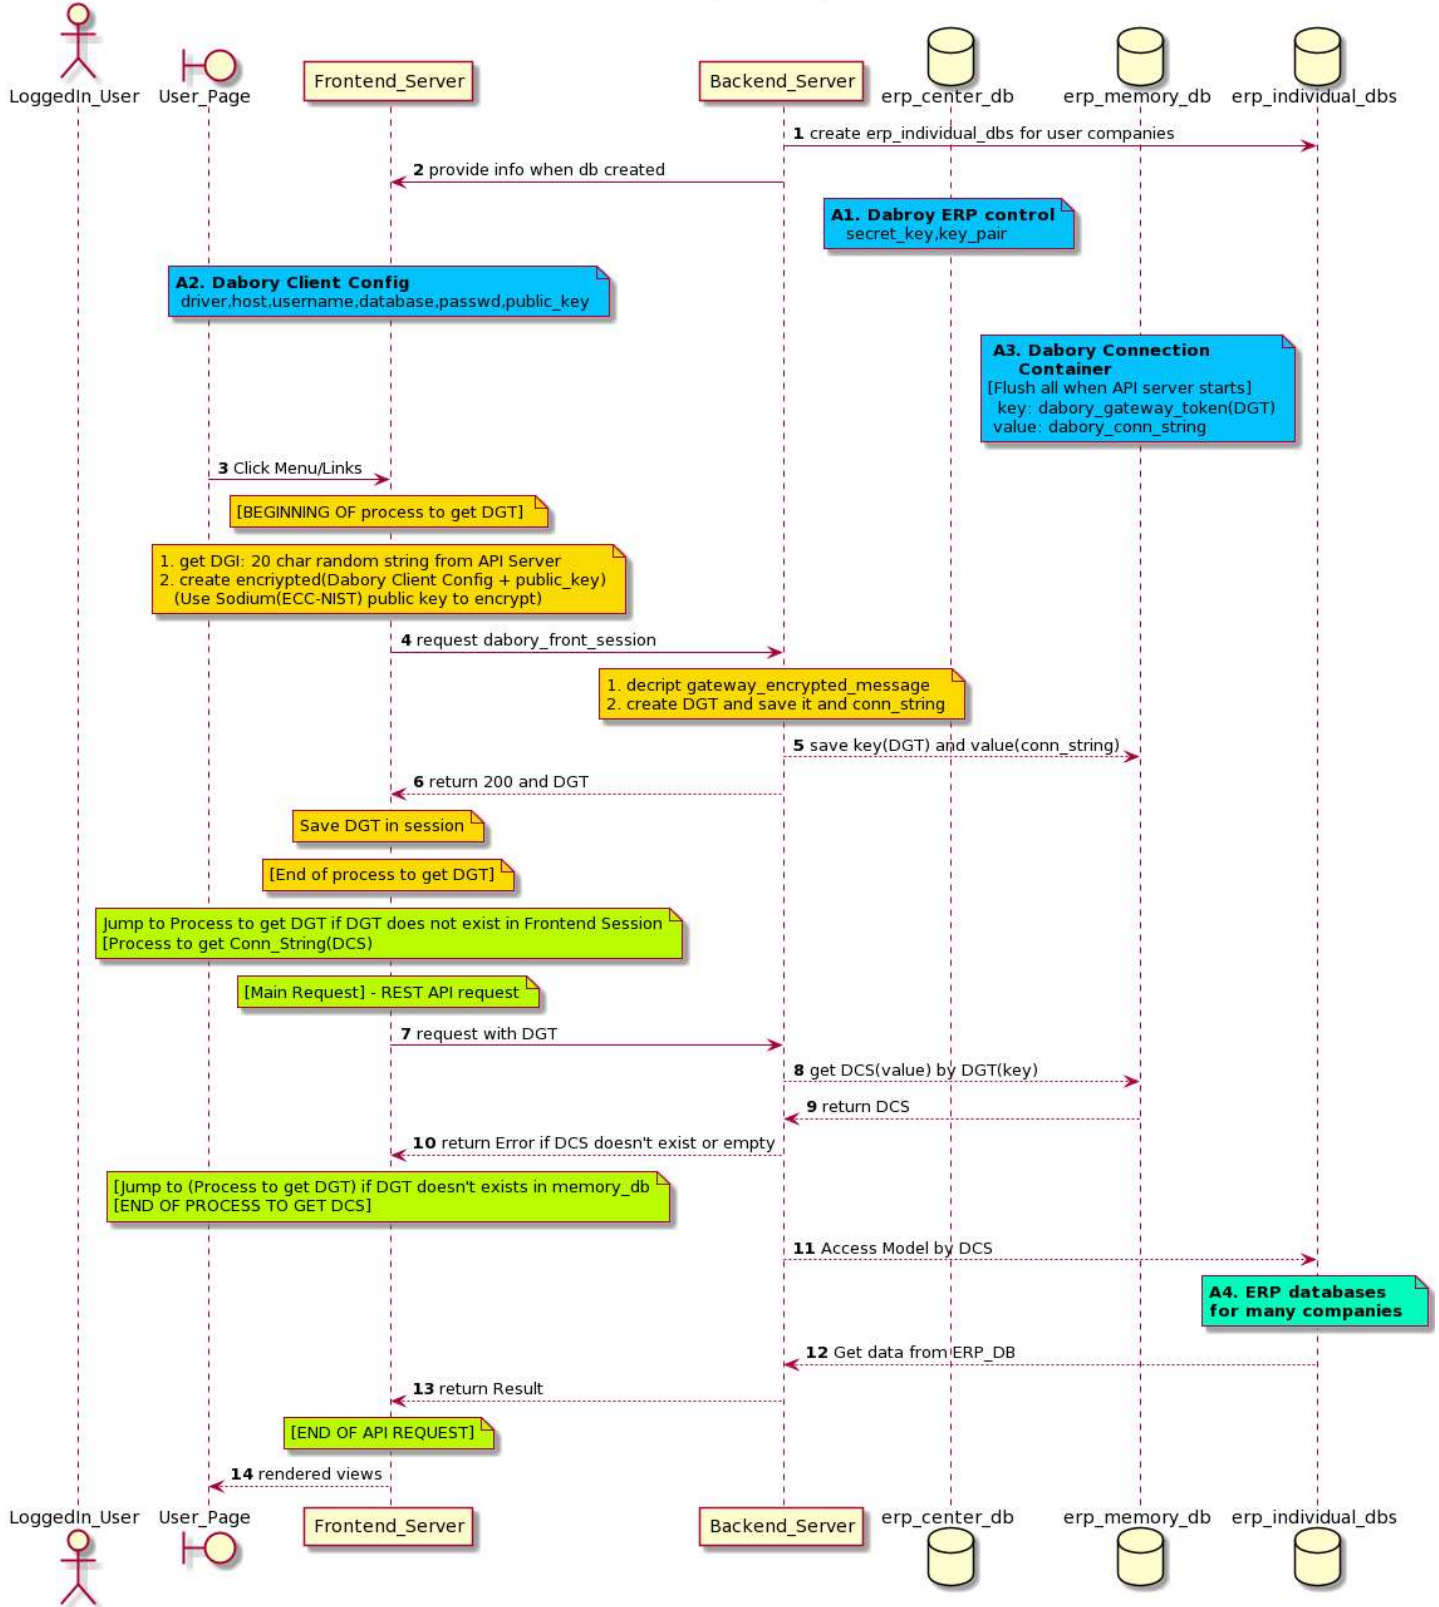 LoggedIn_User
User_Page
Frontend_Server
Backend_Server
erp_center_db
erp_memory_db
erp_individual_dbs
1 create erp_individual_dbs for user companies
2 provide info when db created
A1. Dabroy ERP control
secret_key,key_pair
A2. Dabory Client Config
driver,host,username,database,passwd,public_key
A3. Dabory Connection
Container
[Flush all when API server starts]
key: dabory_gateway_token(DGT)
value: dabory_conn_string
3 Click Menu/Links
[BEGINNING OF process to get DGT]
1. get DGI: 20 char random string from API Server
2. create encriypted(Dabory Client Config + public_key)
(Use Sodium(ECC-NIST) public key to encrypt)
4 request dabory_front_session
1. decript gateway_encrypted_message
2. create DGT and save it and conn_string
5 save key(DGT) and value(conn_string)
6 return 200 and DGT
Save DGT in session
[End of process to get DGT]
Jump to Process to get DGT if DGT does not exist in Frontend Session
[Process to get Conn_String(DCS)
[Main Request] - REST API request
7 request with DGT
8 get DCS(value) by DGT(key)
9 return DCS
10 return Error if DCS doesn't exist or empty
[Jump to (Process to get DGT) if DGT doesn't exists in memory_db
[END OF PROCESS TO GET DCS]
11 Access Model by DCS
A4. ERP databases
for many companies
12 Get data from ERP_DB
13 return Result
[END OF API REQUEST]
14 rendered views
LoggedIn_User
User_Page
Frontend_Server
Backend_Server
erp_center_db
erp_memory_db
erp_individual_dbs